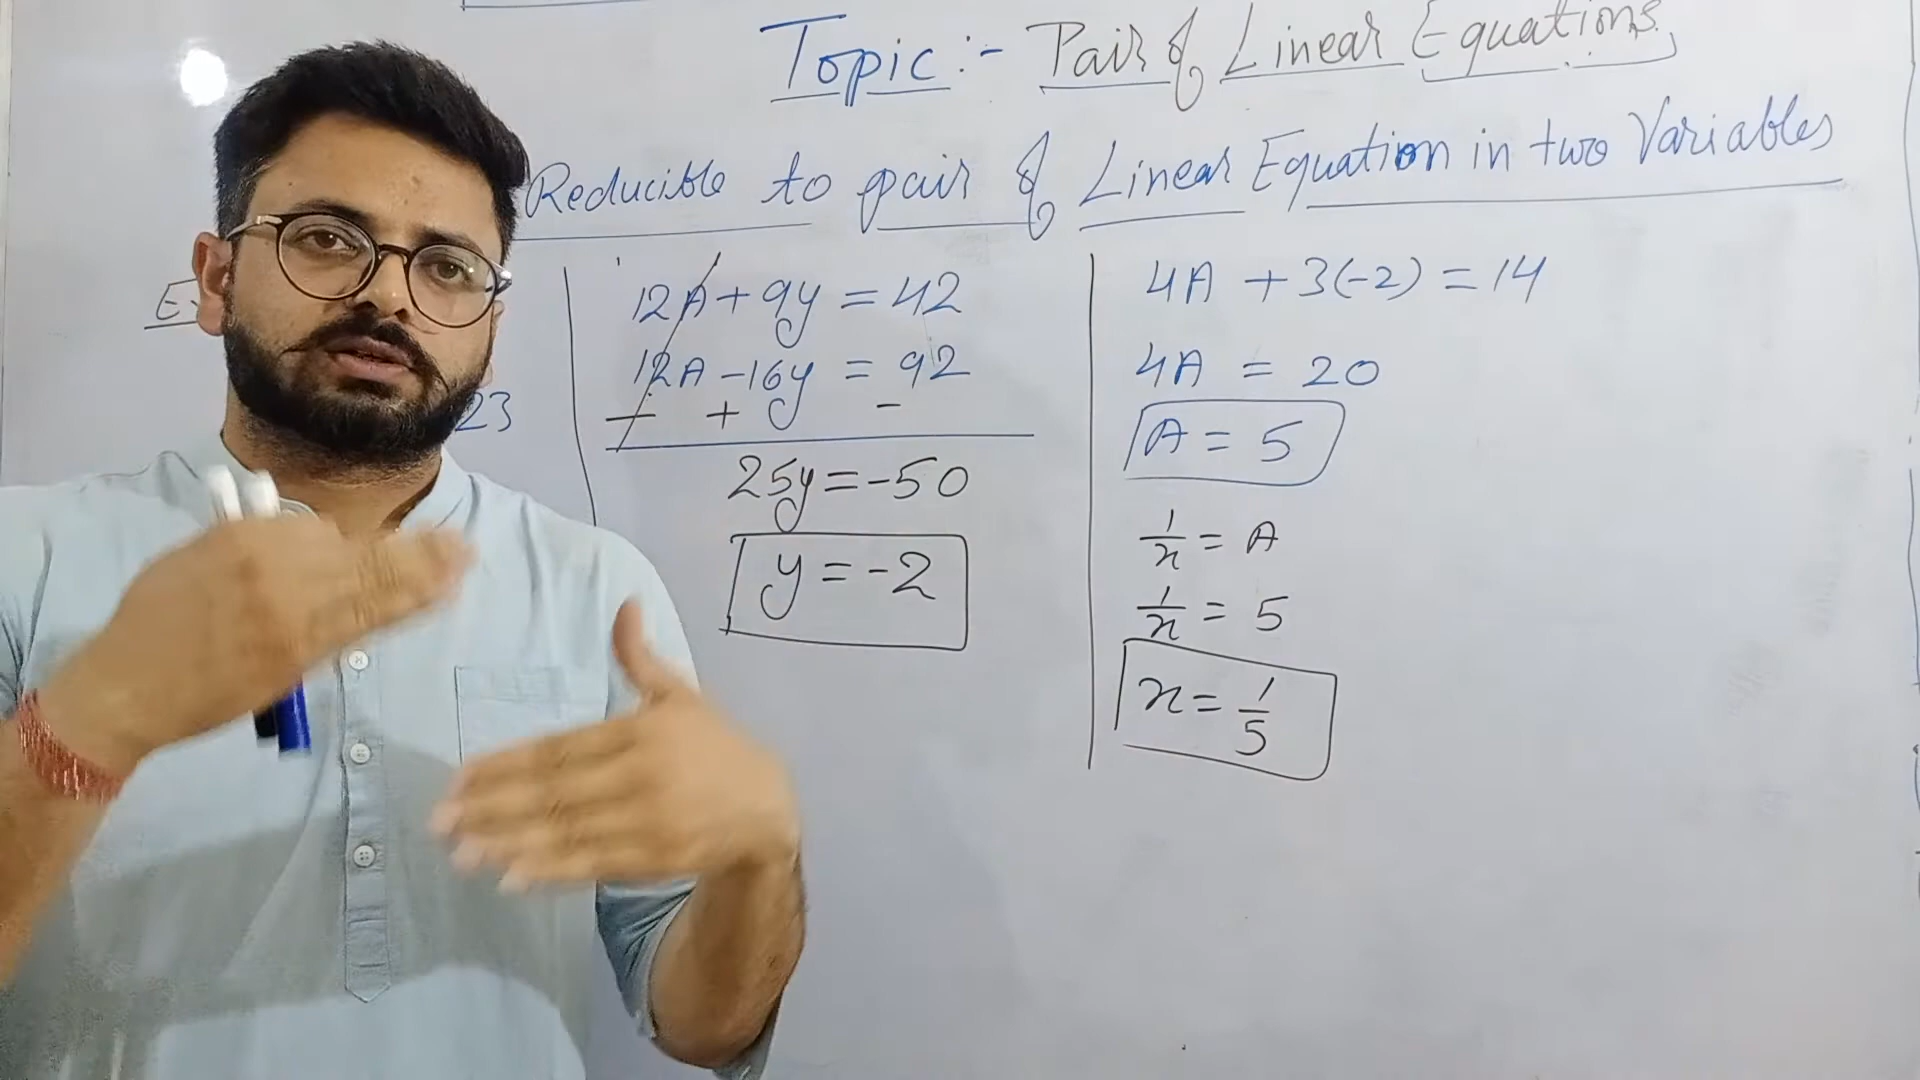 Topic:- Pair of Linear Equations
Reducible to pair of Linear Equation in two Variables
23
12A + 9y = 42
12A - 16y = 92
- + -
25y = -50
y = -2
4A + 3(-2) = 14
4A = 20
A = 5
1/x = A
1/x = 5
x = 1/5